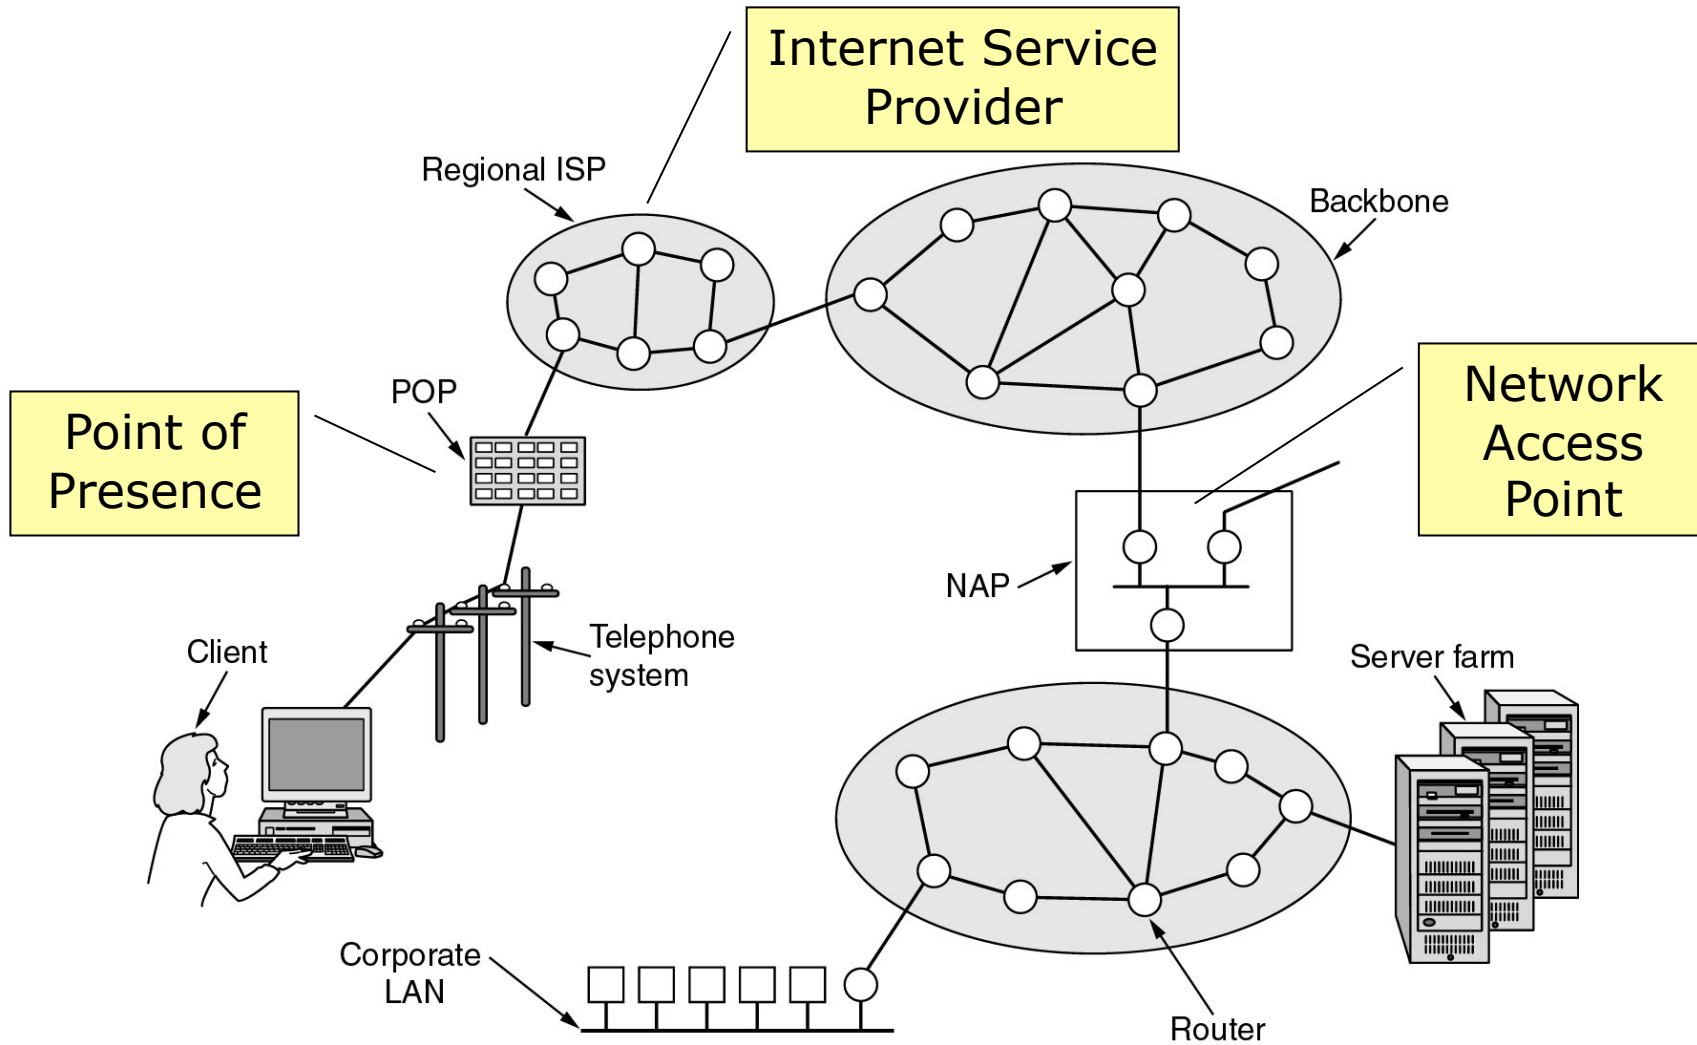 Internet Service
Provider
Regional ISP
Backbone
POP
Point of
Presence
Network
Access
Point
NAP
Telephone
system
Client
Server farm
Corporate
LAN
Router